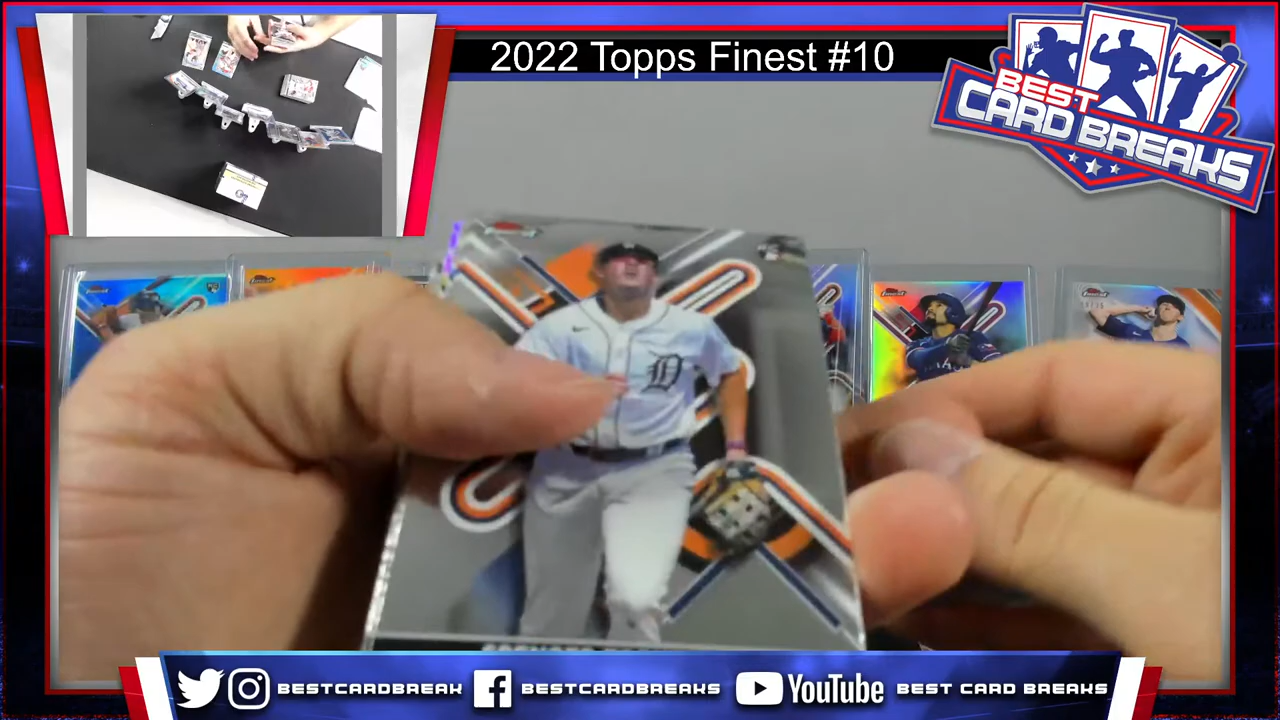 2022 Topps Finest #10
BEST
CARD BREAKS
D
BESTCARDBREAK
BESTCARDBREAKS
YouTube
BEST CARD BREAKS